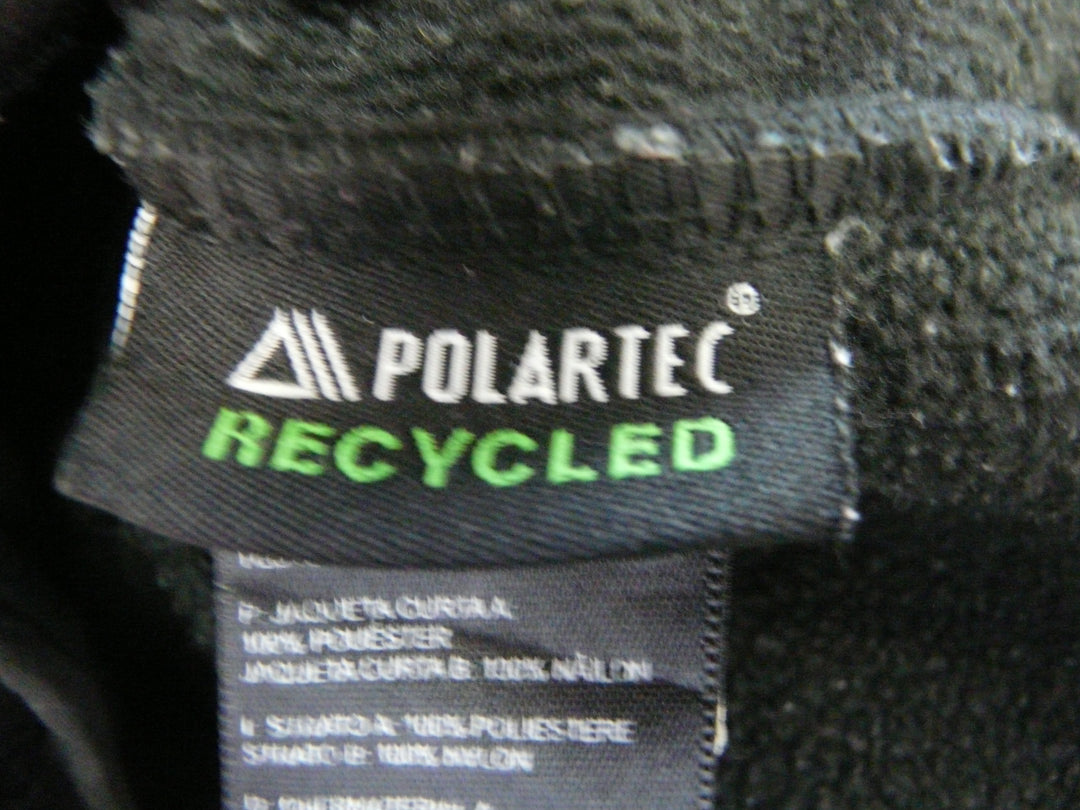 POLARTEC®
RECYCLED
P: JAQUETA CURTA A:
100% POLIÉSTER
JAQUETA CURTA B: 100% NÁILON
I: STRATO A: 100% POLIESTERE
STRATO B: 100% NYLON